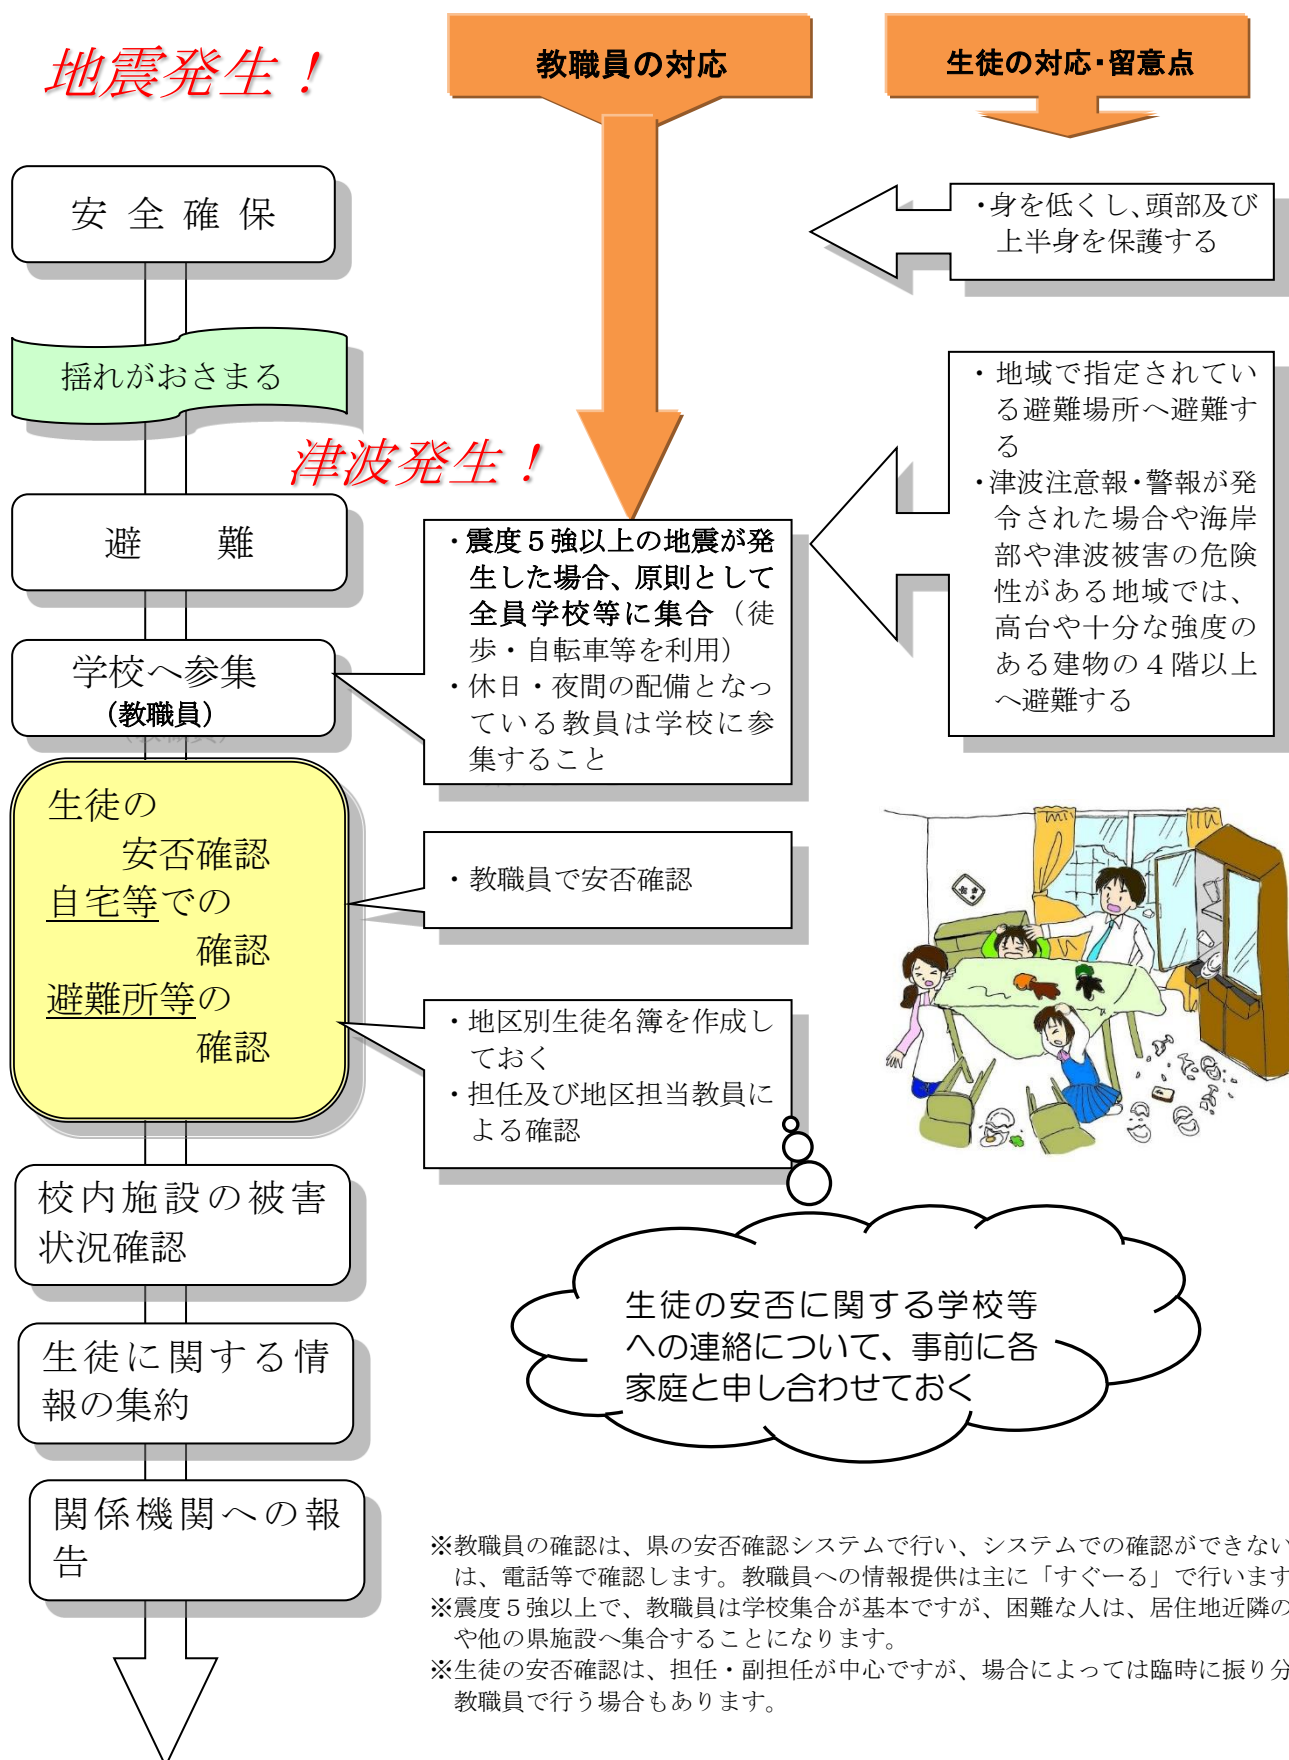 地震発生！
教職員の対応
生徒の対応・留意点
安全確保
・身を低くし、頭部及び
上半身を保護する
揺れがおさまる
・地域で指定されてい
る避難場所へ避難す
る
・津波注意報・警報が発
令された場合や海岸
部や津波被害の危険
性がある地域では、
高台や十分な強度の
ある建物の４階以上
へ避難する
津波発生！
避　難
・震度５強以上の地震が発
生した場合、原則として
全員学校等に集合（徒
歩・自転車等を利用）
・休日・夜間の配備となっ
ている教員は学校に参
集すること
学校へ参集
（教職員）
生徒の
安否確認
自宅等での
確認
避難所等の
確認
・教職員で安否確認
・地区別生徒名簿を作成し
ておく
・担任及び地区担当教員に
よる確認
校内施設の被害
状況確認
生徒の安否に関する学校等
への連絡について、事前に各
家庭と申し合わせておく
生徒に関する情
報の集約
関係機関への報
告
※教職員の確認は、県の安否確認システムで行い、システムでの確認ができない
は、電話等で確認します。教職員への情報提供は主に「すぐーる」で行います
※震度５強以上で、教職員は学校集合が基本ですが、困難な人は、居住地近隣の
や他の県施設へ集合することになります。
※生徒の安否確認は、担任・副担任が中心ですが、場合によっては臨時に振り分
教職員で行う場合もあります。